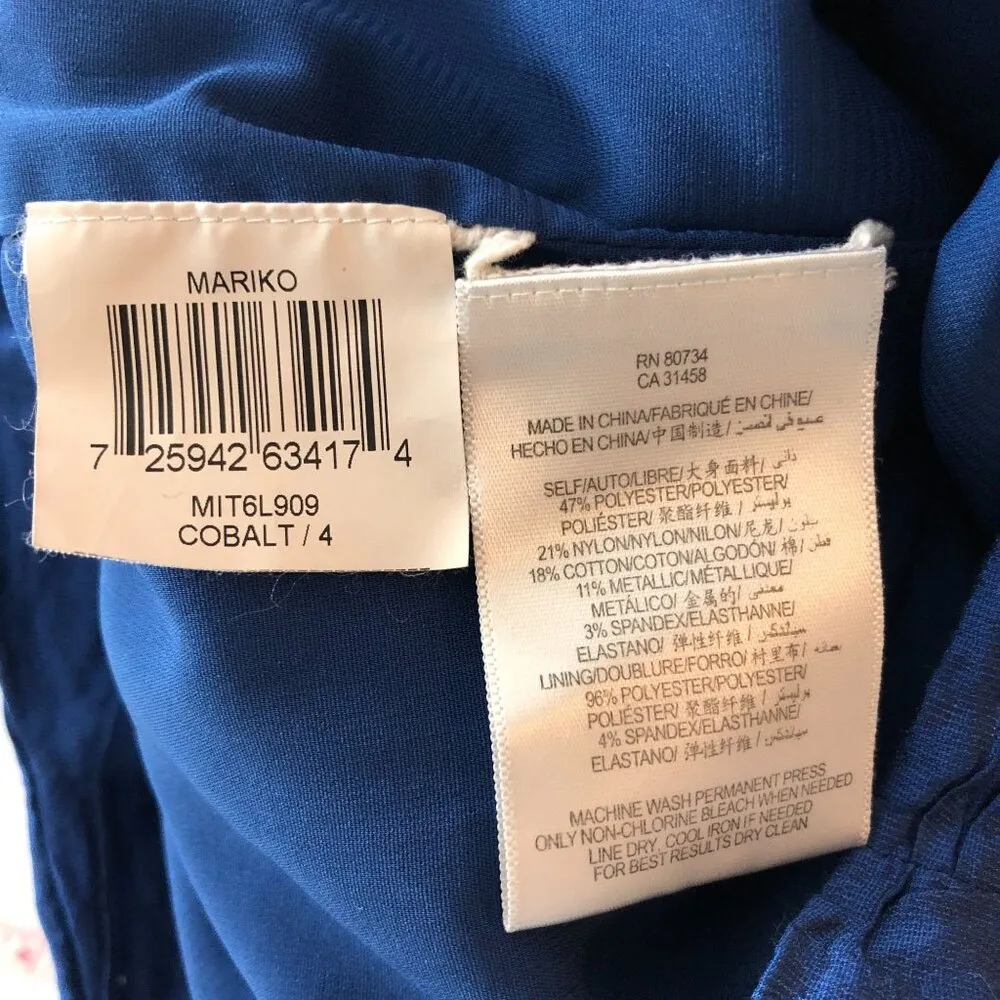 MARIKO
7 25942 63417 4
MIT6L909
COBALT / 4
RN 80734
CA 31458
MADE IN CHINA/FABRIQUÉ EN CHINE/
HECHO EN CHINA/中国制造/
SELF/AUTO/LIBRE/大身面料/
47% POLYESTER/POLYESTER/
POLIÉSTER/ 聚酯纤维 /
21% NYLON/NYLON/NILON/尼龙/
18% COTTON/COTON/ALGODÓN/ 棉/
11% METALLIC/MÉTALLIQUE/
METÁLICO/ 金属的/
3% SPANDEX/ELASTHANNE/
ELASTANO/ 弹性纤维 /
LINING/DOUBLURE/FORRO/ 村里布/
96% POLYESTER/POLYESTER/
POLIÉSTER/ 聚酯纤维 /
4% SPANDEX/ELASTHANNE/
ELASTANO/ 弹性纤维 /
MACHINE WASH PERMANENT PRESS
ONLY NON-CHLORINE BLEACH WHEN NEEDED
LINE DRY, COOL IRON IF NEEDED
FOR BEST RESULTS DRY CLEAN